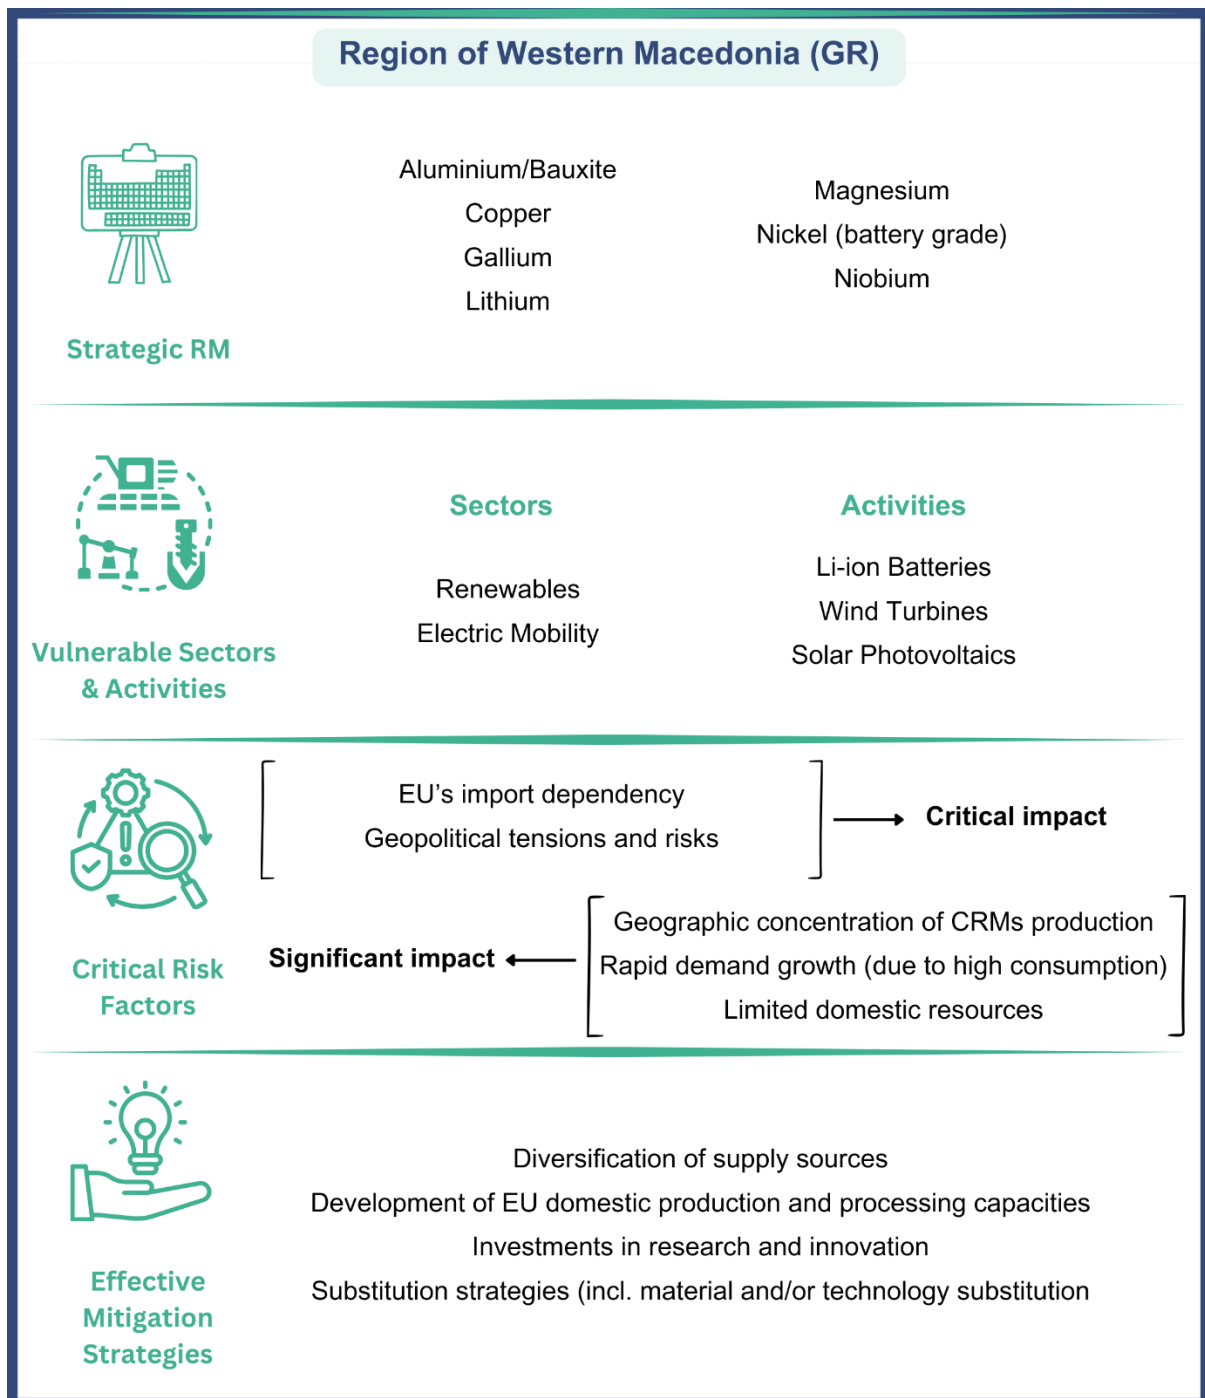 Region of Western Macedonia (GR)
Aluminium/Bauxite
Copper
Gallium
Lithium
Magnesium
Nickel (battery grade)
Niobium
Strategic RM
Sectors
Renewables
Electric Mobility
Activities
Li-ion Batteries
Wind Turbines
Solar Photovoltaics
Vulnerable Sectors
& Activities
EU’s import dependency
Geopolitical tensions and risks
Critical impact
Geographic concentration of CRMs production
Rapid demand growth (due to high consumption)
Limited domestic resources
Significant impact
Critical Risk
Factors
Diversification of supply sources
Development of EU domestic production and processing capacities
Investments in research and innovation
Substitution strategies (incl. material and/or technology substitution
Effective
Mitigation
Strategies